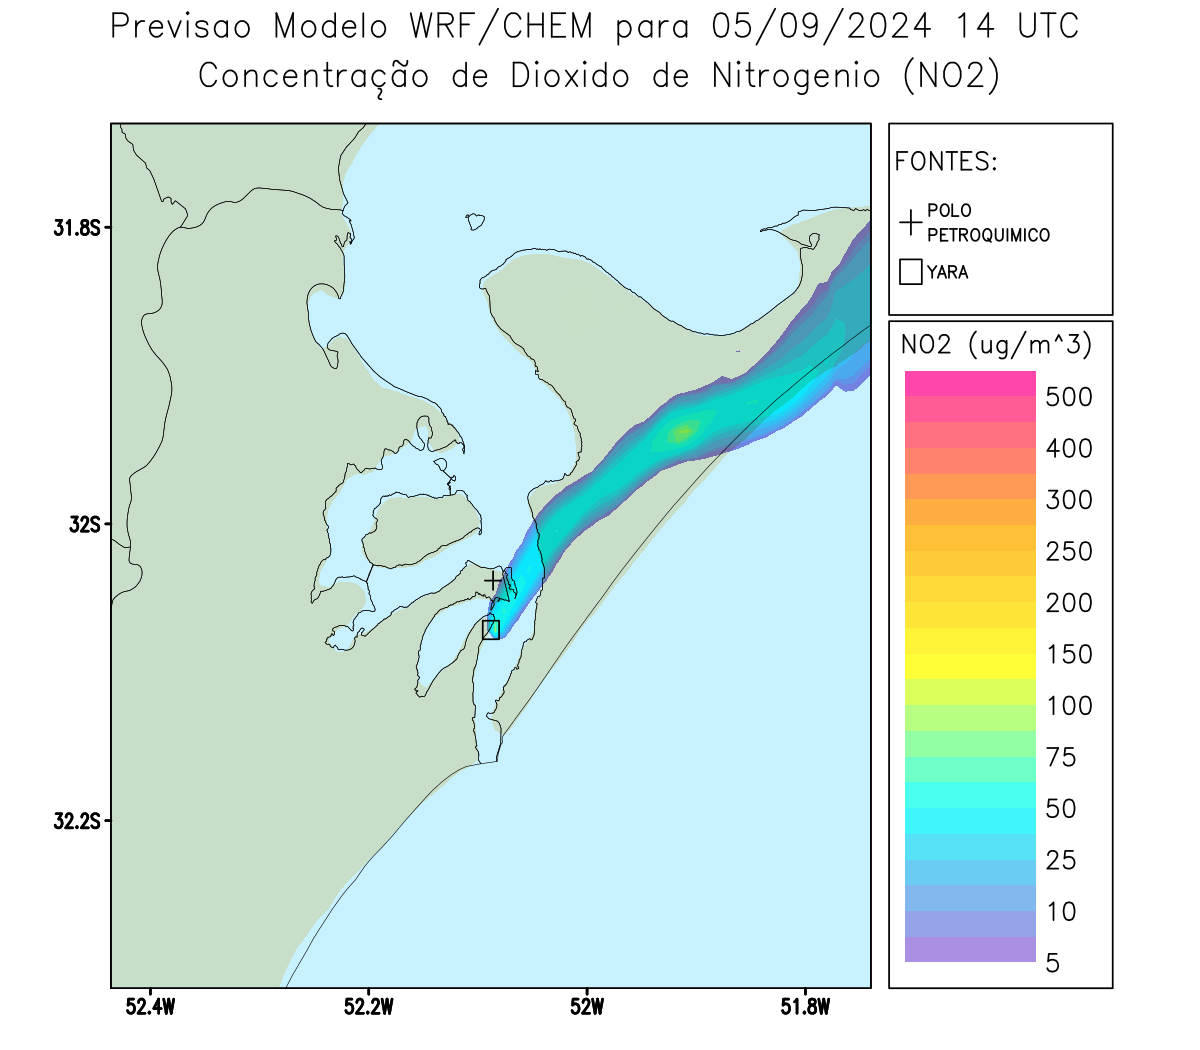 Previsao Modelo WRF/CHEM para 05/09/2024 14 UTC
Concentração de Dioxido de Nitrogenio (NO2)
FONTES:
POLO
PETROQUIMICO
YARA
NO2 (ug/m^3)
500
400
300
250
200
150
100
75
50
25
10
5
31.8S
32S
32.2S
52.4W
52.2W
52W
51.8W